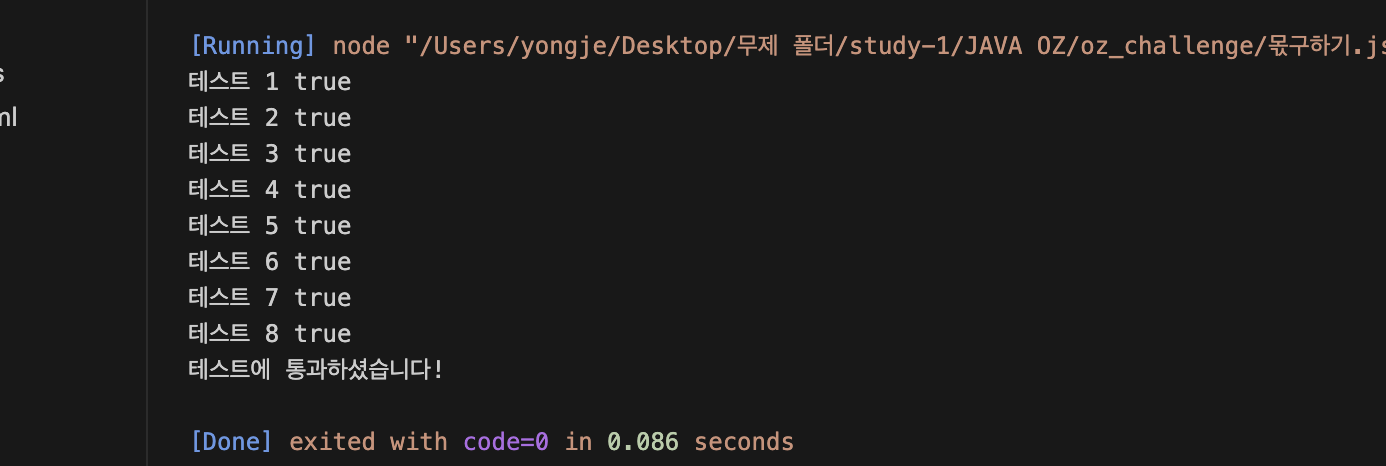 [Running] node "/Users/yongje/Desktop/무제 폴더/study-1/JAVA OZ/oz_challenge/몫구하기.js
s
테스트 1 true
ml
테스트 2 true
테스트 3 true
테스트 4 true
테스트 5 true
테스트 6 true
테스트 7 true
테스트 8 true
테스트에 통과하셨습니다!
[Done] exited with code=0 in 0.086 seconds